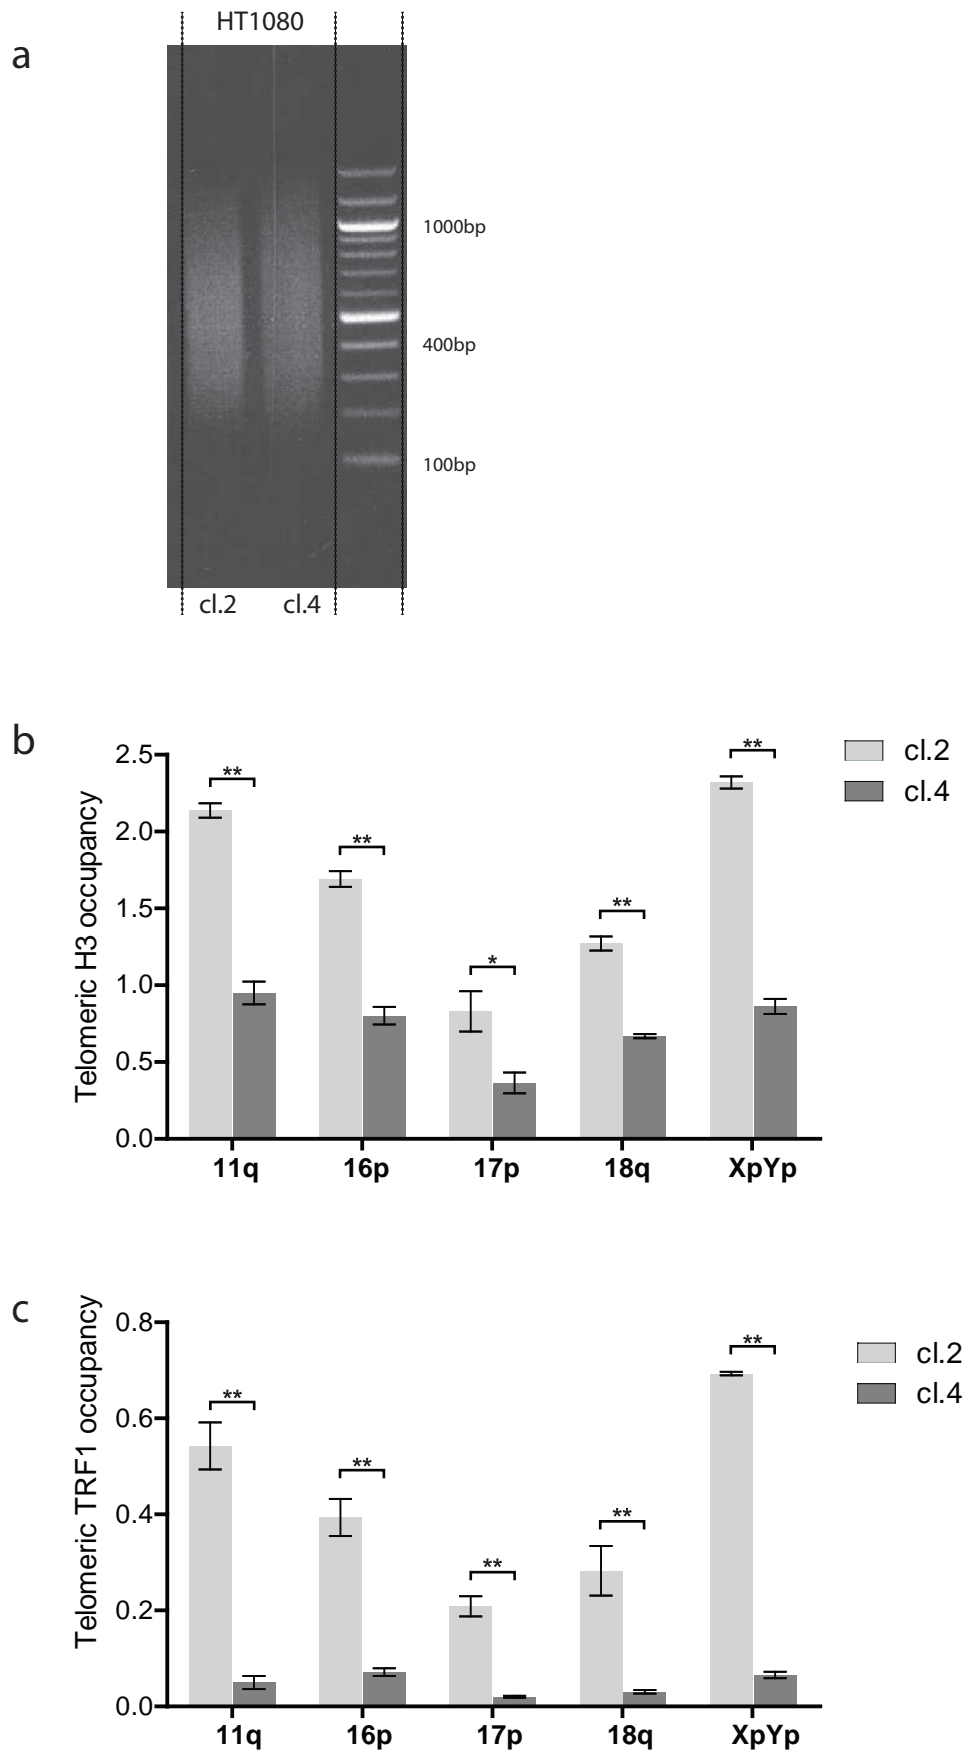 HT1080
a
1000bp
400bp
100bp
cl.2 cl.4
b
Telomeric H3 occupancy
2.5
2.0
1.5
1.0
0.5
0.0
**
**
*
**
**
cl.2
cl.4
11q 16p 17p 18q XpYp
c
Telomeric TRF1 occupancy
0.8
0.6
0.4
0.2
0.0
**
**
**
**
**
cl.2
cl.4
11q 16p 17p 18q XpYp